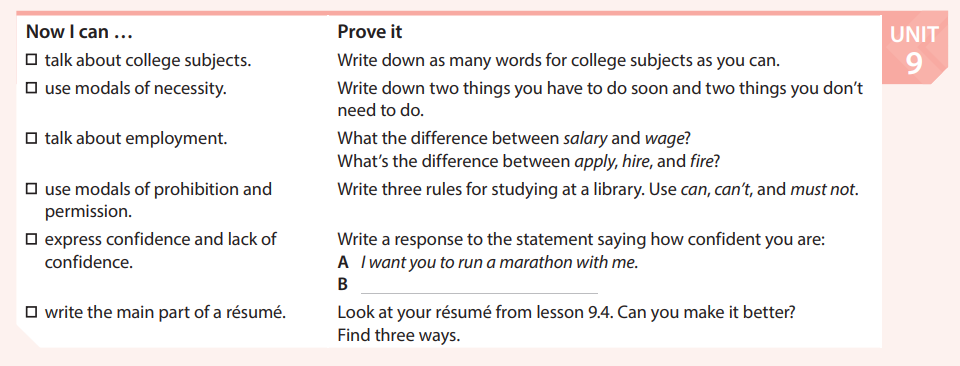 Now I can …
Prove it
UNIT
9
☐ talk about college subjects.
Write down as many words for college subjects as you can.
☐ use modals of necessity.
Write down two things you have to do soon and two things you don’t
need to do.
☐ talk about employment.
What the difference between salary and wage?
What’s the difference between apply, hire, and fire?
☐ use modals of prohibition and
permission.
Write three rules for studying at a library. Use can, can’t, and must not.
☐ express confidence and lack of
confidence.
Write a response to the statement saying how confident you are:
A I want you to run a marathon with me.
B
☐ write the main part of a résumé.
Look at your résumé from lesson 9.4. Can you make it better?
Find three ways.